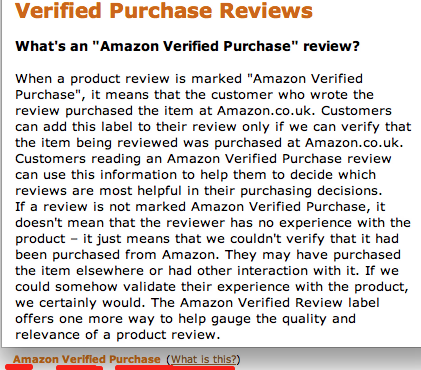 Verified Purchase Reviews
What's an "Amazon Verified Purchase" review?
When a product review is marked "Amazon Verified
Purchase", it means that the customer who wrote the
review purchased the item at Amazon.co.uk. Customers
can add this label to their review only if we can verify that
the item being reviewed was purchased at Amazon.co.uk.
Customers reading an Amazon Verified Purchase review
can use this information to help them to decide which
reviews are most helpful in their purchasing decisions.
If a review is not marked Amazon Verified Purchase, it
doesn't mean that the reviewer has no experience with the
product – it just means that we couldn't verify that it had
been purchased from Amazon. They may have purchased
the item elsewhere or had other interaction with it. If we
could somehow validate their experience with the product,
we certainly would. The Amazon Verified Review label
offers one more way to help gauge the quality and
relevance of a product review.
Amazon Verified Purchase (What is this?)